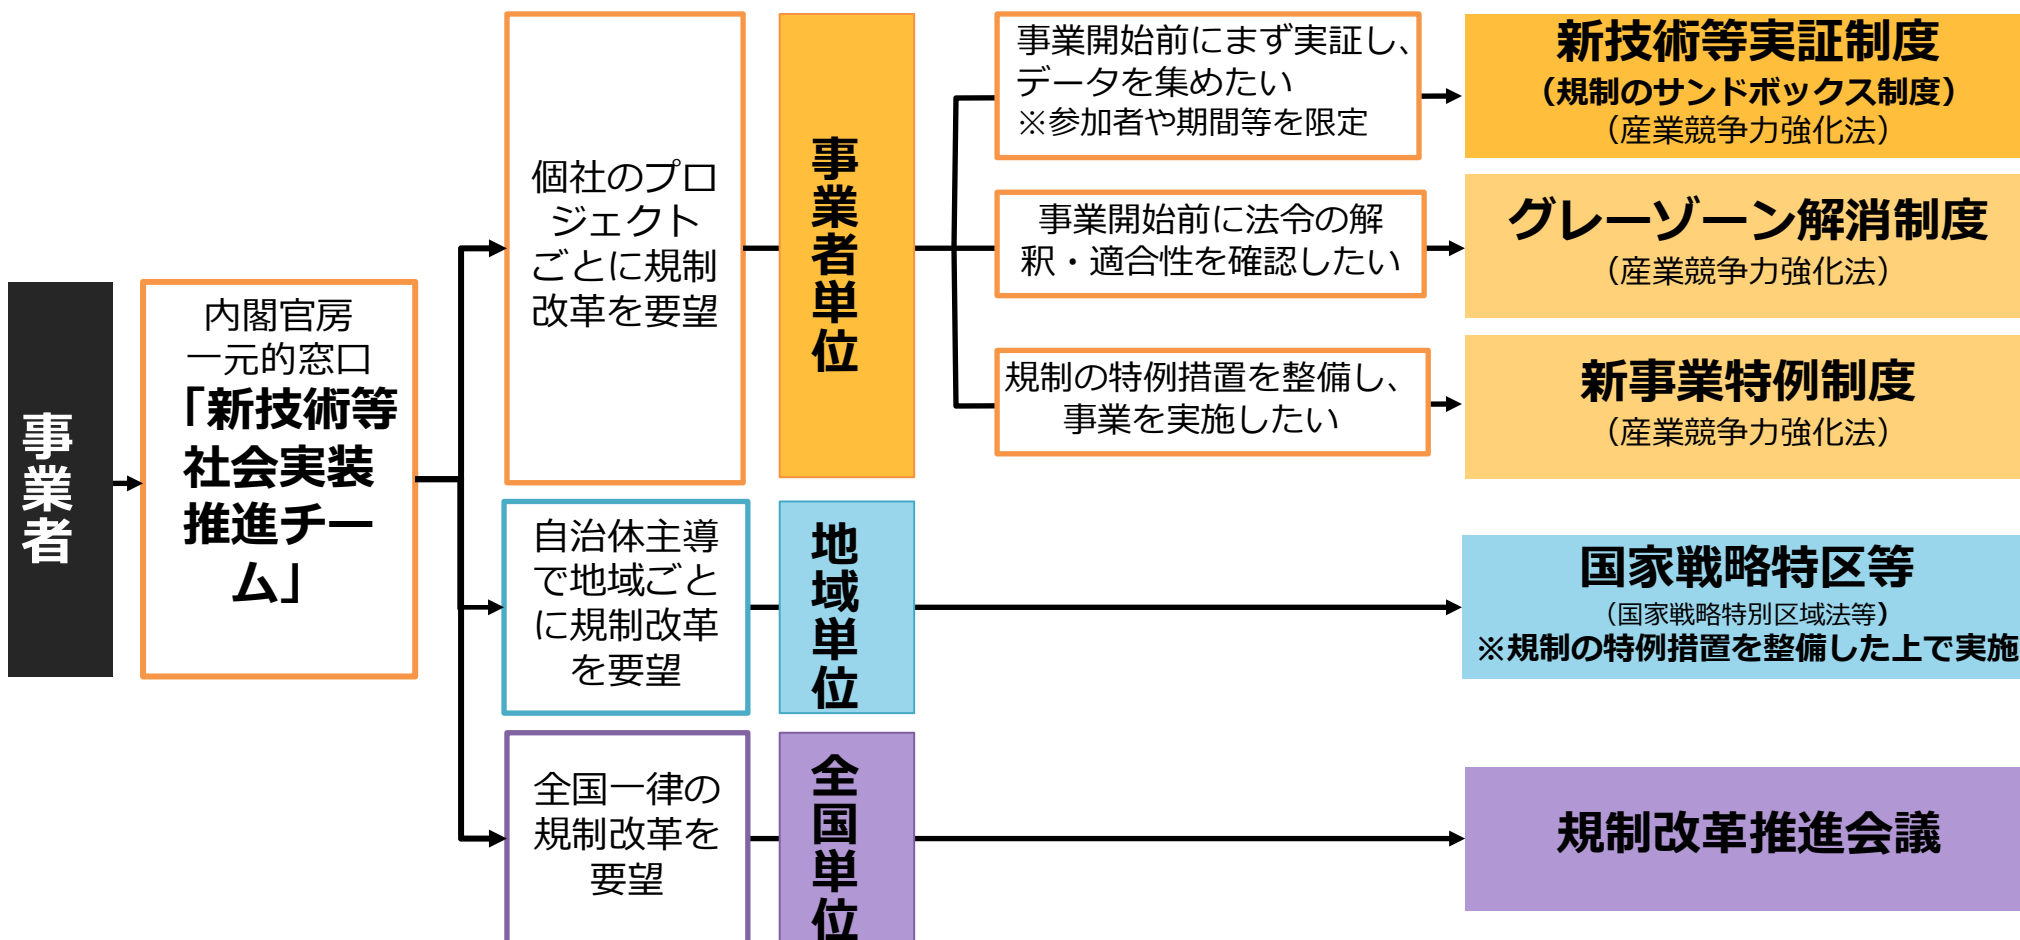 事業者
内閣官房
一元的窓口
「新技術等
社会実装
推進チー
ム」
個社のプロ
ジェクト
ごとに規制
改革を要望
事業者単位
事業開始前にまず実証し、
データを集めたい
※参加者や期間等を限定
新技術等実証制度
（規制のサンドボックス制度）
（産業競争力強化法）
事業開始前に法令の解
釈・適合性を確認したい
グレーゾーン解消制度
（産業競争力強化法）
規制の特例措置を整備し、
事業を実施したい
新事業特例制度
（産業競争力強化法）
自治体主導
で地域ごと
に規制改革
を要望
地域単位
国家戦略特区等
（国家戦略特別区域法等）
※規制の特例措置を整備した上で実施
全国一律の
規制改革を
要望
全国単位
規制改革推進会議